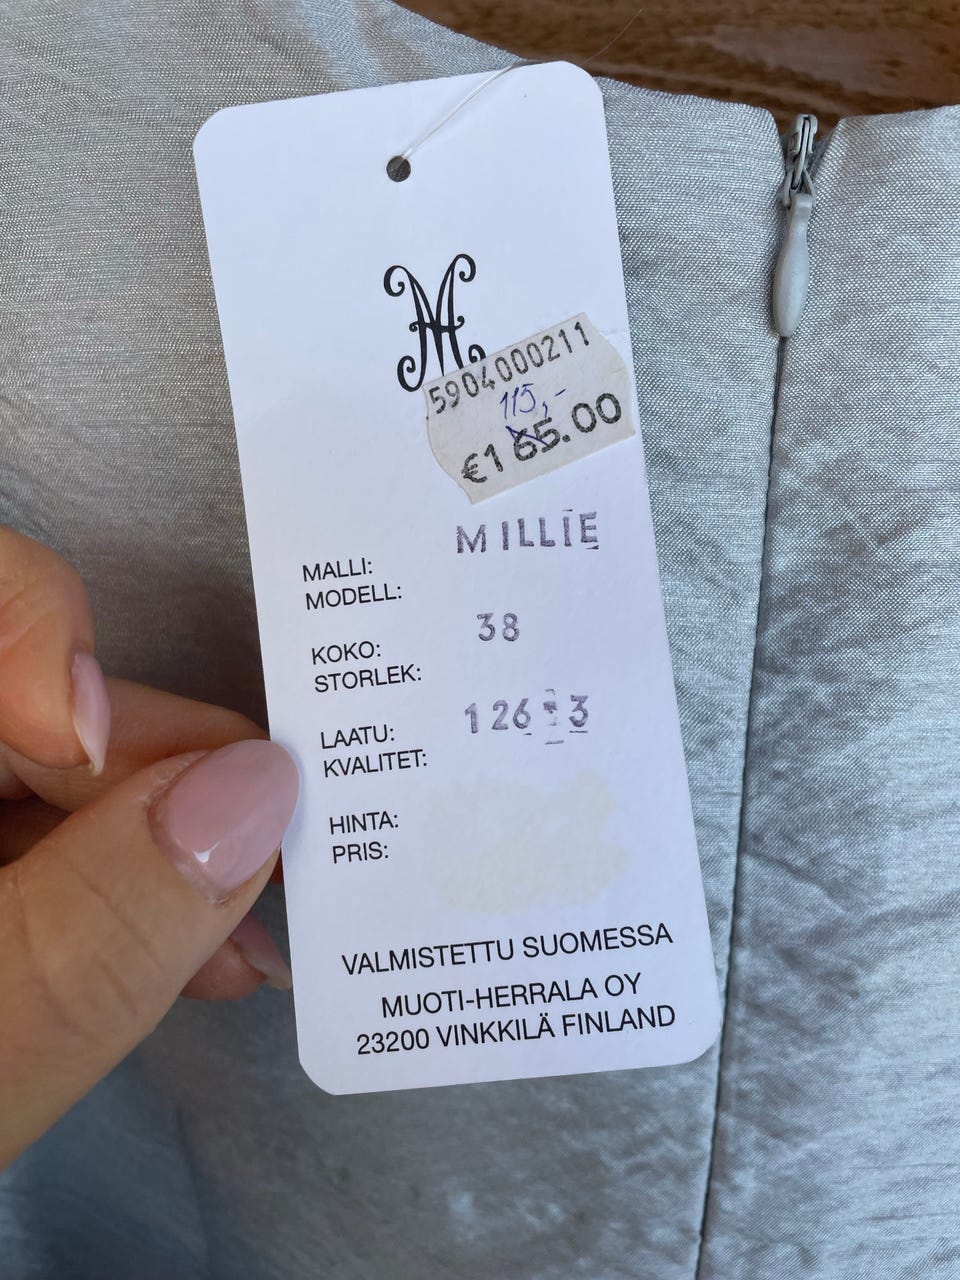 5904000211
115,-
€165.00
MILLIE
MALLI:
MODELL:
38
KOKO:
STORLEK:
LAATU:
KVALITET:
HINTA:
PRIS:
VALMISTETTU SUOMESSA
MUOTI-HERRALA OY
23200 VINKKILÄ FINLAND